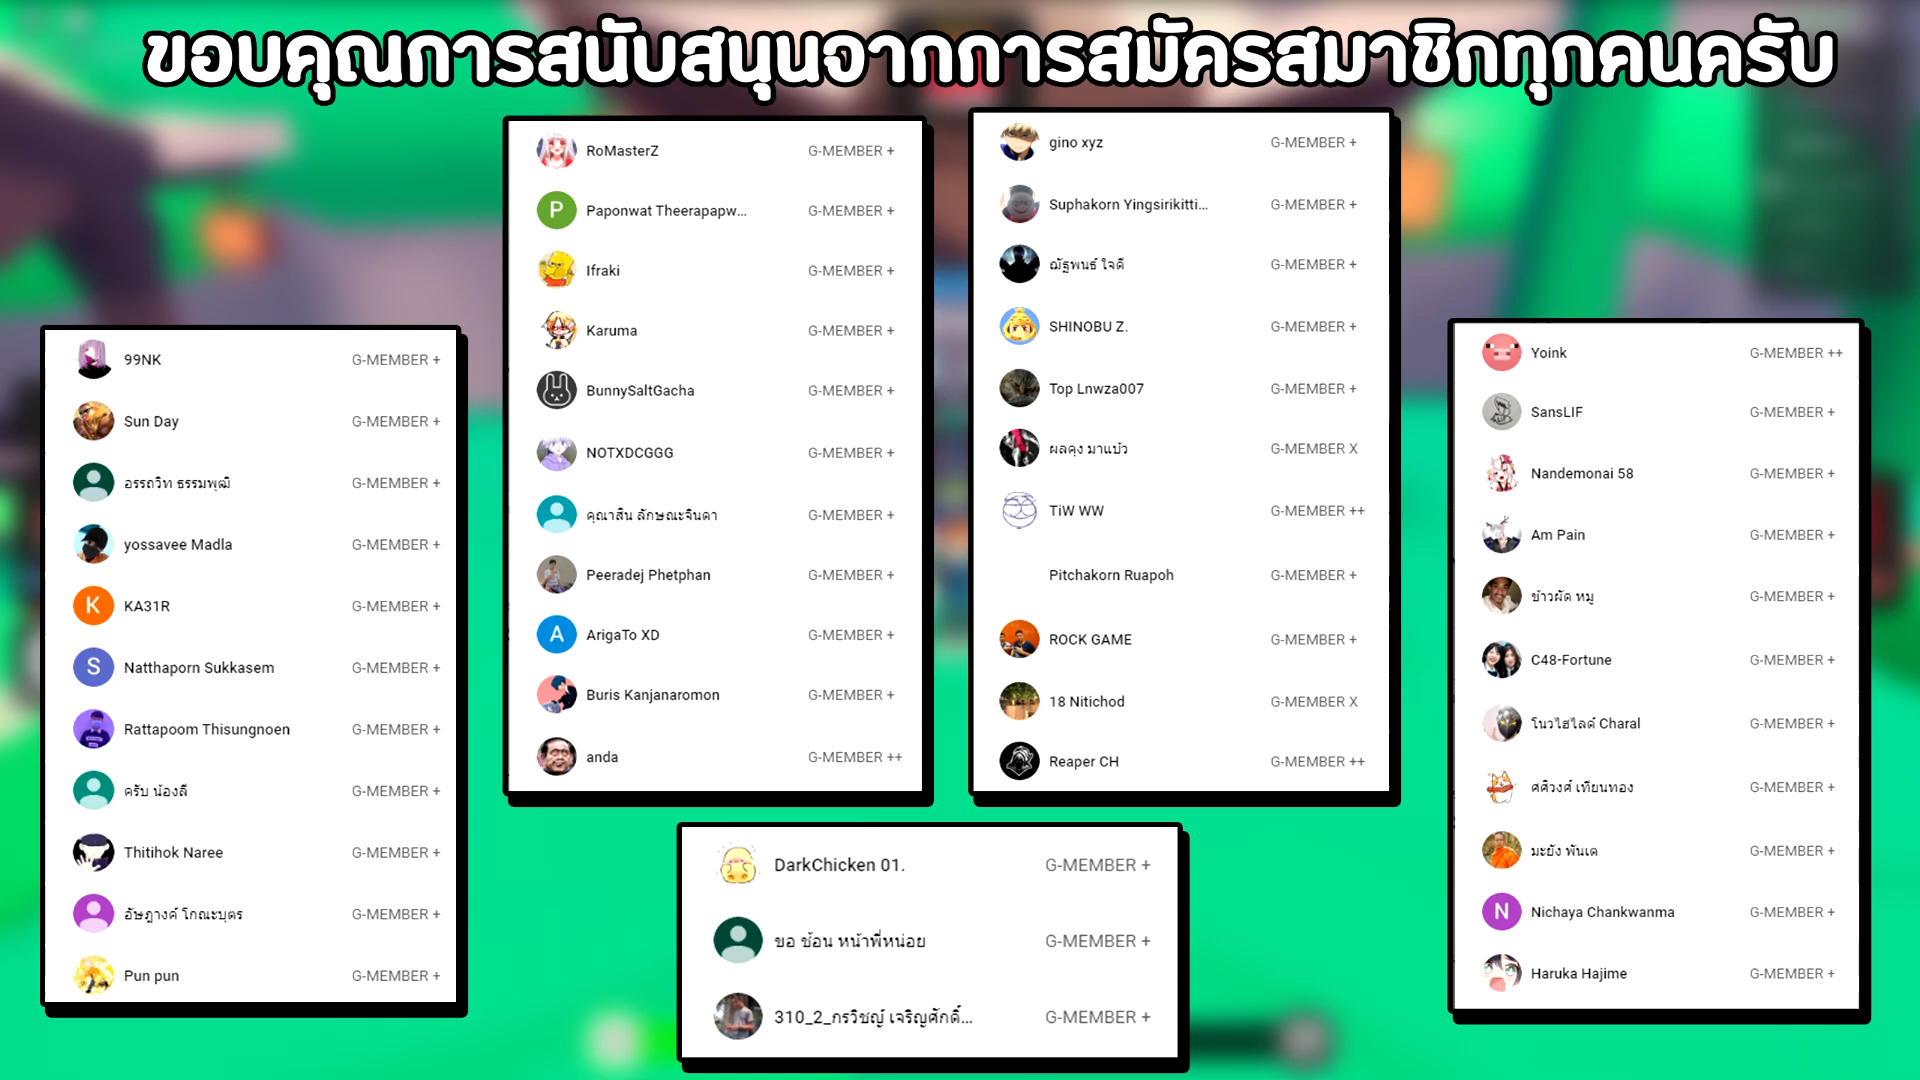 ขอบคุณการสนับสนุนจากการสมัครสมาชิกทุกคนครับ
99NK G-MEMBER +
Sun Day G-MEMBER +
อรรถวิท ธรรมพุฒิ G-MEMBER +
yossavee Madla G-MEMBER +
K
KA31R G-MEMBER +
S
Natthaporn Sukkasem G-MEMBER +
Rattapoom Thisungnoen G-MEMBER +
ครับ น้องลี G-MEMBER +
Thitihok Naree G-MEMBER +
อัษฎางค์ โกณะบุตร G-MEMBER +
Pun pun G-MEMBER +
RoMasterZ G-MEMBER +
P
Paponwat Theerapapw... G-MEMBER +
Ifraki G-MEMBER +
Karuma G-MEMBER +
BunnySaltGacha G-MEMBER +
NOTXDCGGG G-MEMBER +
คุณาสิน ลักษณะจินดา G-MEMBER +
Peeradej Phetphan G-MEMBER +
A
ArigaTo XD G-MEMBER +
Buris Kanjanaromon G-MEMBER +
anda G-MEMBER ++
gino xyz G-MEMBER +
Suphakorn Yingsirikitti... G-MEMBER +
ณัฐพนธ์ ใจดี G-MEMBER +
SHINOBU Z. G-MEMBER +
Top Lnwza007 G-MEMBER +
ผลคุง มาแบ้ว G-MEMBER X
TiW WW G-MEMBER ++
Pitchakorn Ruapoh G-MEMBER +
ROCK GAME G-MEMBER +
18 Nitichod G-MEMBER X
Reaper CH G-MEMBER ++
DarkChicken 01. G-MEMBER +
ขอ ช้อน หน้าพี่หน่อย G-MEMBER +
310_2_กรวิชญ์ เจริญศักดิ์... G-MEMBER +
Yoink G-MEMBER ++
SansLIF G-MEMBER +
Nandemonai 58 G-MEMBER +
Am Pain G-MEMBER +
ข้าวผัด หมู G-MEMBER +
C48-Fortune G-MEMBER +
โนวไฮไลค์ Charal G-MEMBER +
ศศิวงศ์ เทียนทอง G-MEMBER +
มะยัง พันเต G-MEMBER +
N
Nichaya Chankwanma G-MEMBER +
Haruka Hajime G-MEMBER +